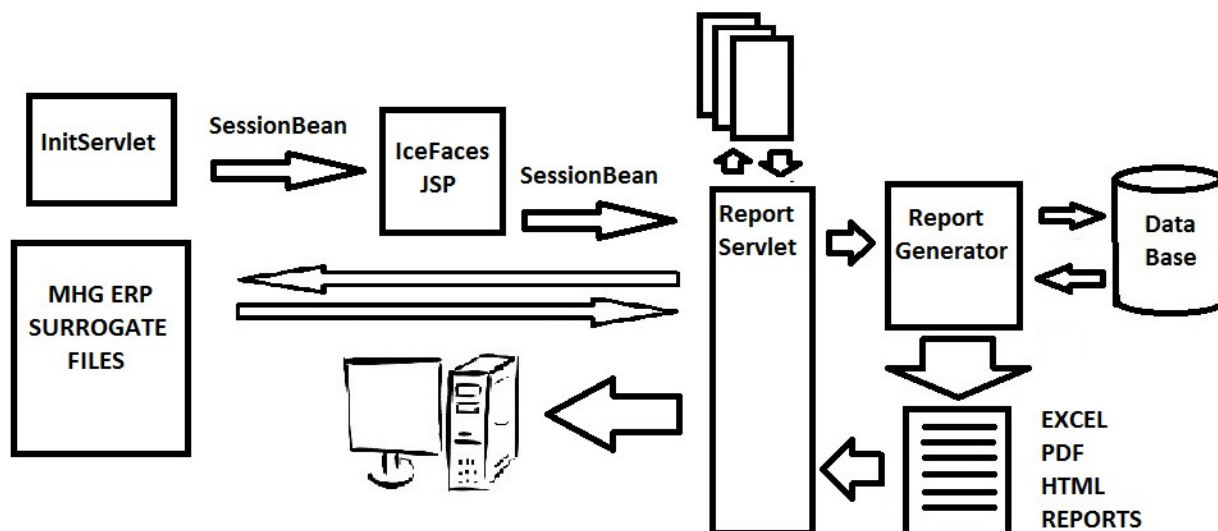 InitServlet
SessionBean
IceFaces
JSP
SessionBean
Report
Servlet
Report
Generator
Data
Base
MHG ERP
SURROGATE
FILES
EXCEL
PDF
HTML
REPORTS